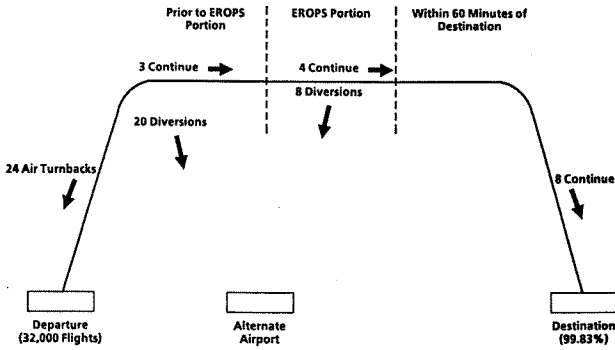 Prior to EROPS
Portion
EROPS Portion
Within 60 Minutes of
Destination
3 Continue
4 Continue
8 Diversions
20 Diversions
24 Air Turnbacks
8 Continue
Departure
(32,000 Flights)
Alternate
Airport
Destination
(99.83%)